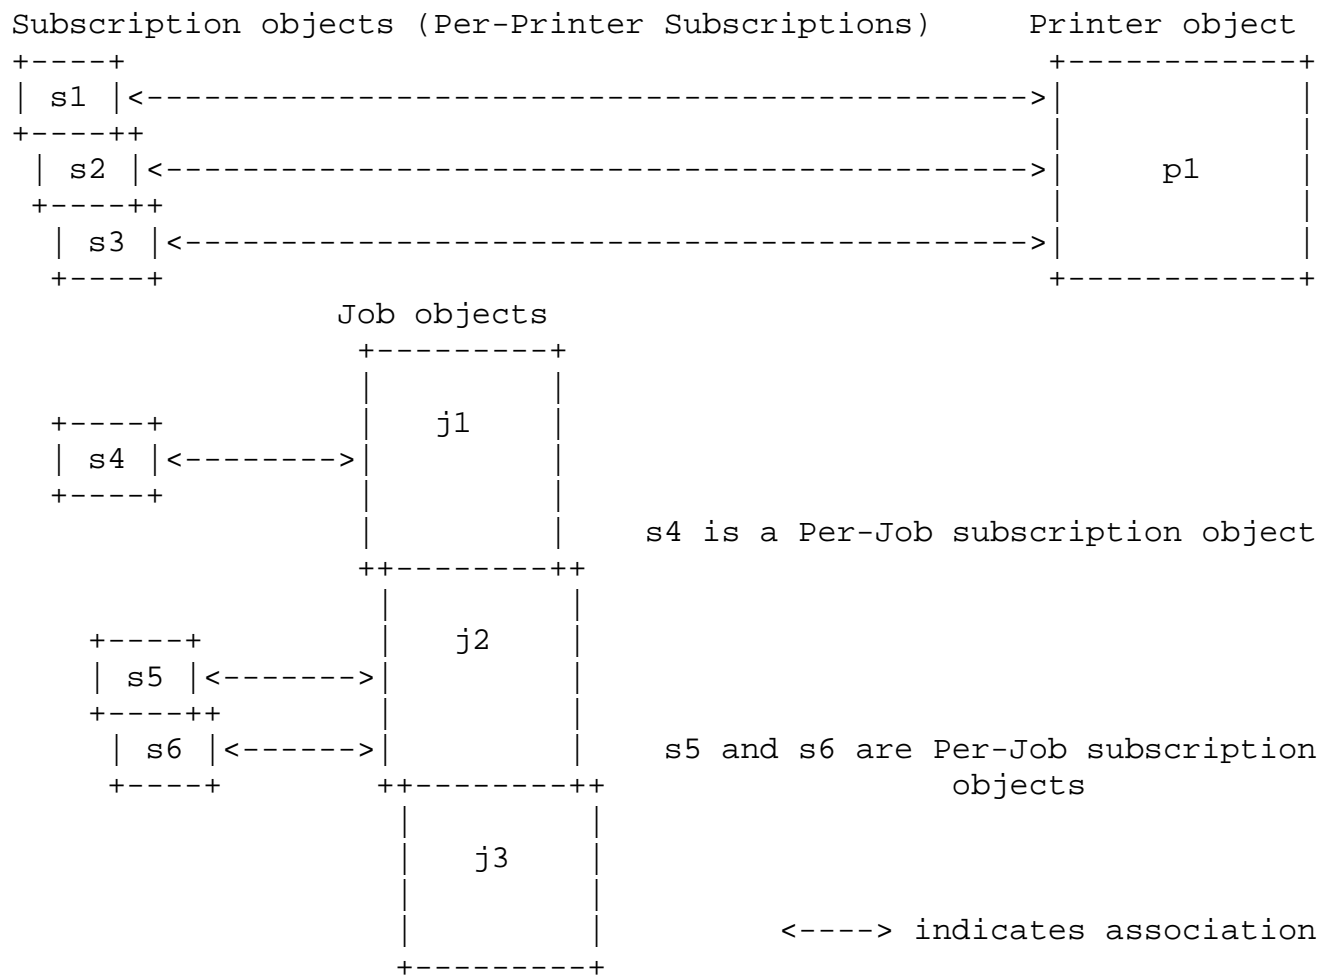 Subscription objects (Per-Printer Subscriptions)     Printer object
+----+                                                +------------+
| s1 |<---------------------------------------------->|            |
+----++                                               |            |
 | s2 |<--------------------------------------------->|     p1     |
 +----++                                              |            |
  | s3 |<-------------------------------------------->|            |
  +----+                                              +------------+
                 Job objects
                  +---------+
                  |         |
  +----+          |   j1    |
  | s4 |<-------->|         |
  +----+          |         |
                  |         |    s4 is a Per-Job subscription object
                  ++--------++
                   |         |
    +----+         |   j2    |
    | s5 |<------->|         |
    +----++        |         |
     | s6 |<------>|         |    s5 and s6 are Per-Job subscription
     +----+        ++--------++                  objects
                    |         |
                    |   j3    |
                    |         |
                    |         |         <----> indicates association
                    +---------+